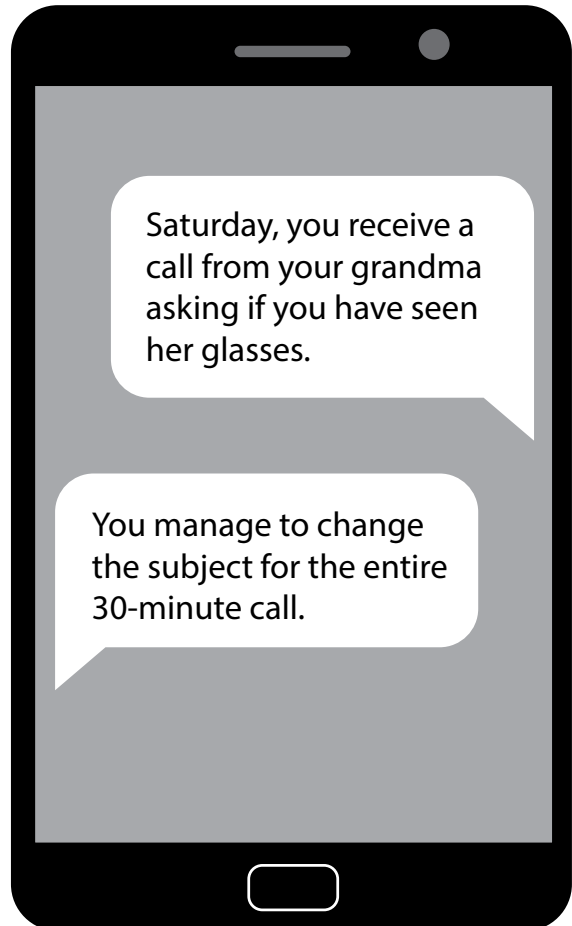 Saturday, you receive a
call from your grandma
asking if you have seen
her glasses.
You manage to change
the subject for the entire
30-minute call.